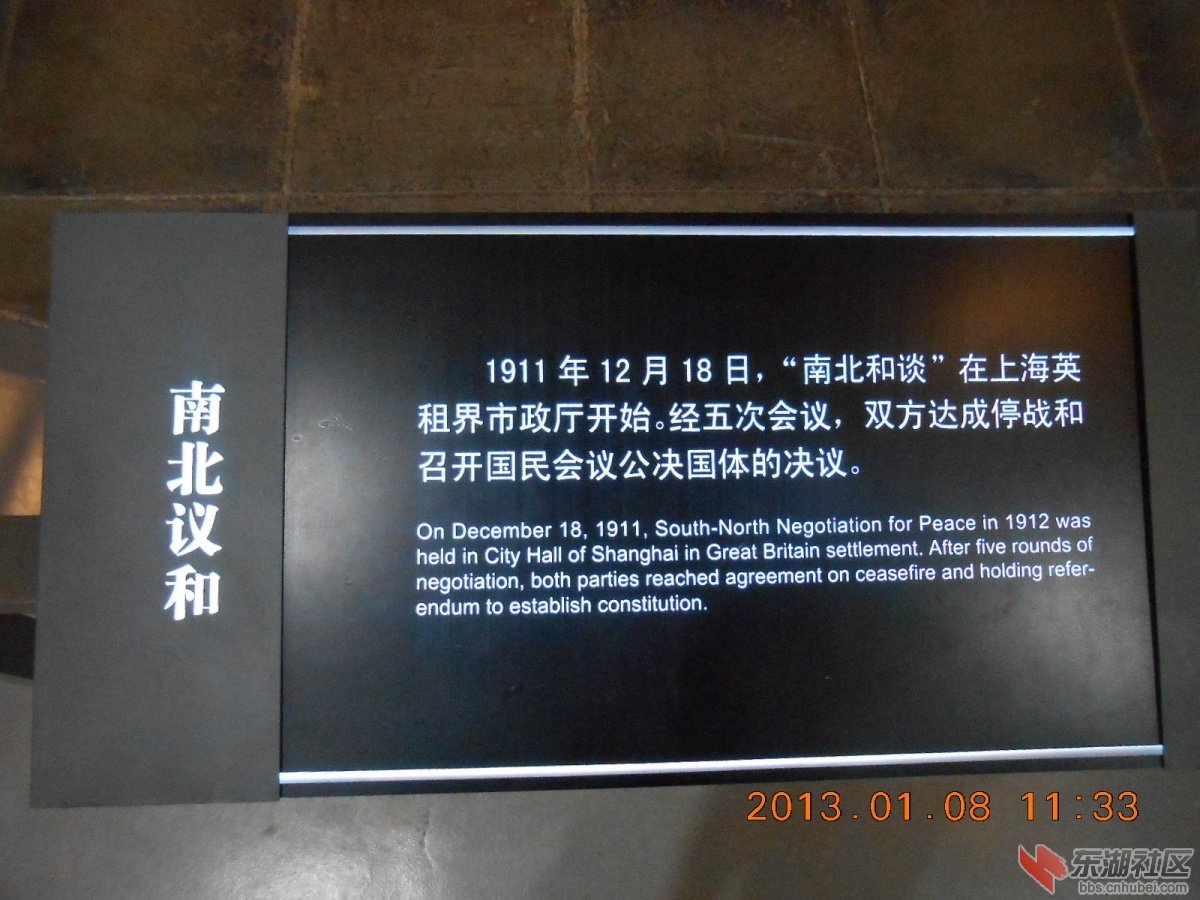 南北议和
1911 年 12 月 18 日，“南北和谈”在上海英
租界市政厅开始。经五次会议，双方达成停战和
召开国民会议公决国体的决议。
On December 18, 1911, South-North Negotiation for Peace in 1912 was
held in City Hall of Shanghai in Great Britain settlement. After five rounds of
negotiation, both parties reached agreement on ceasefire and holding refer-
endum to establish constitution.
2013.01.08 11:33
东湖社区
bbs.cnhubei.com